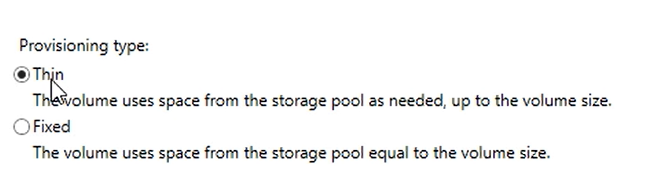 Provisioning type:
Thin
The volume uses space from the storage pool as needed, up to the volume size.
Fixed
The volume uses space from the storage pool equal to the volume size.